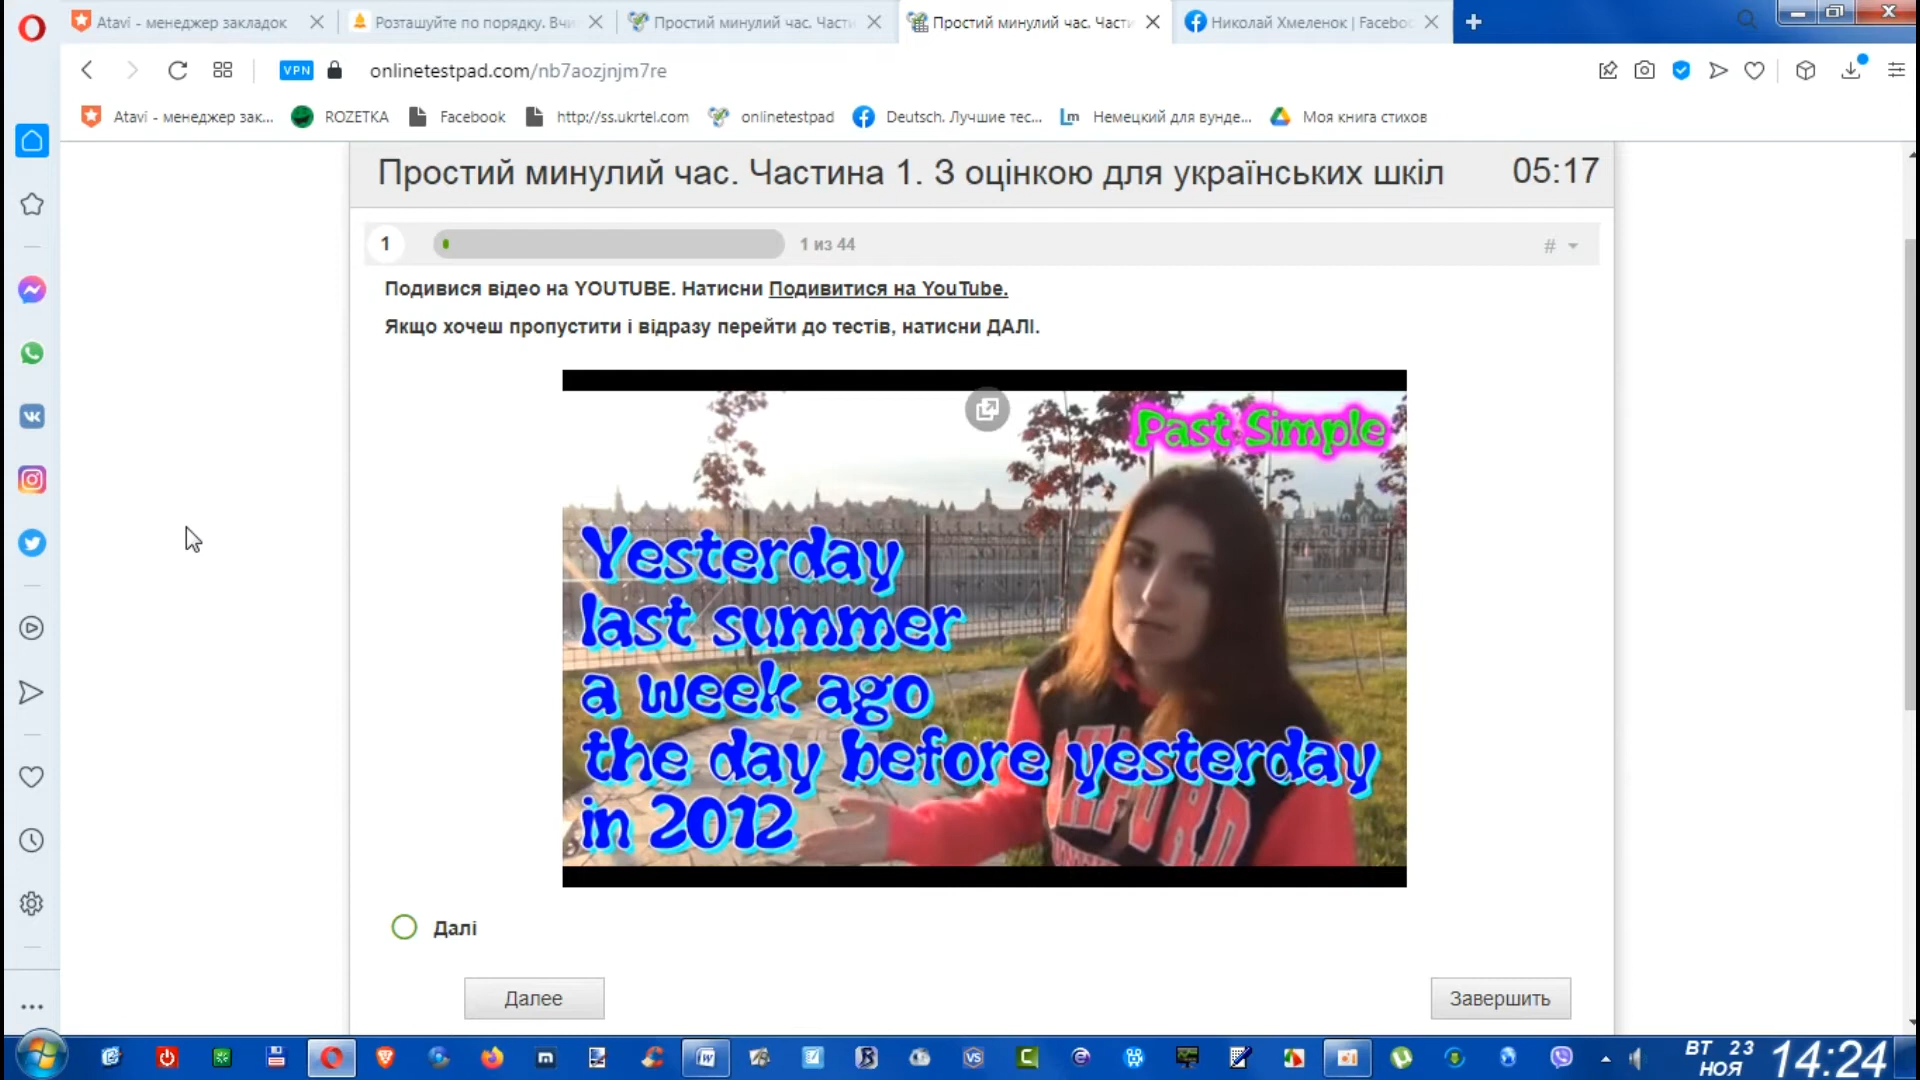 Atavi - менеджер закладок
Розташуйте по порядку. Вчи
Простий минулий час. Части
Простий минулий час. Части
Николай Хмеленок | Facebo
VPN
onlinetestpad.com/nb7aozjnjm7re
Atavi - менеджер зак...
ROZETKA
Facebook
http://ss.ukrtel.com
onlinetestpad
Deutsch. Лучшие тес...
Немецкий для вунде...
Моя книга стихов
Простий минулий час. Частина 1. З оцінкою для українських шкіл
05:17
1
1 из 44
#
Подивися відео на YOUTUBE. Натисни Подивитися на YouTube.
Якщо хочеш пропустити і відразу перейти до тестів, натисни ДАЛІ.
Past Simple
Yesterday
last summer
a week ago
the day before yesterday
in 2012
Далі
Далее
Завершить
ВТ 23
НОЯ
14:24